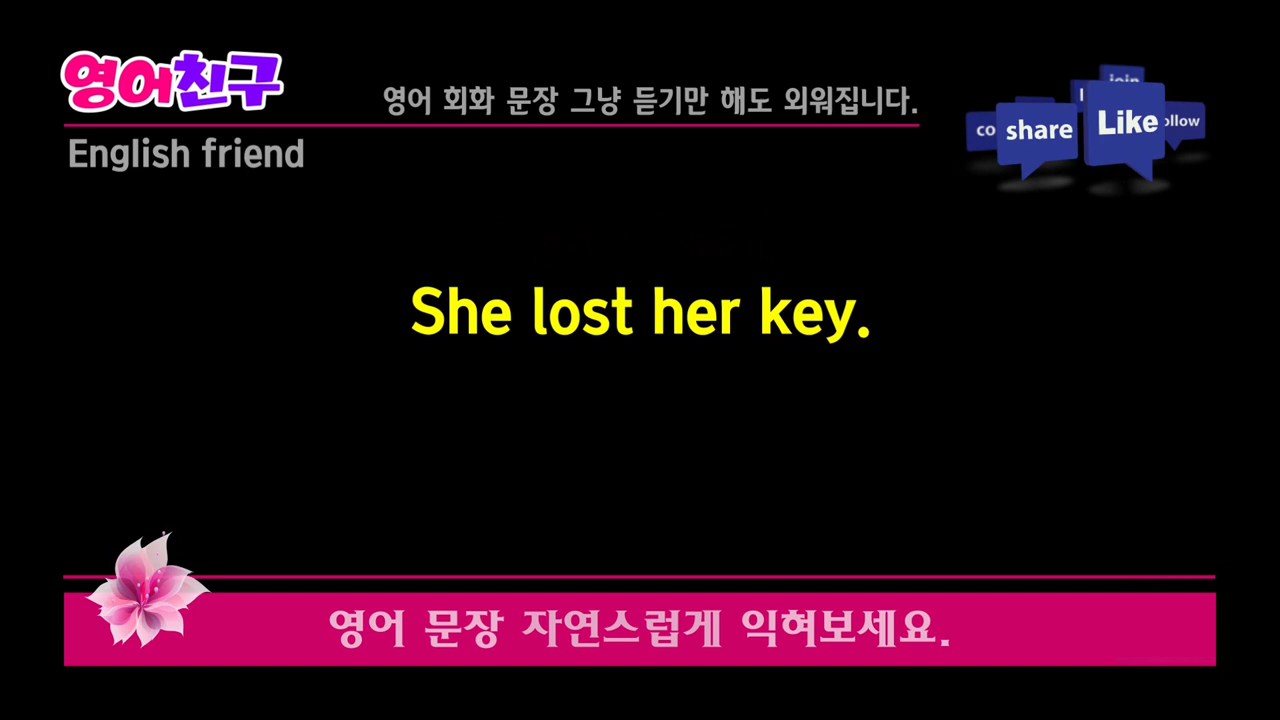 영어친구
영어 회화 문장 그냥 듣기만 해도 외워집니다.
English friend
join
share
Like
She lost her key.
영어 문장 자연스럽게 익혀보세요.